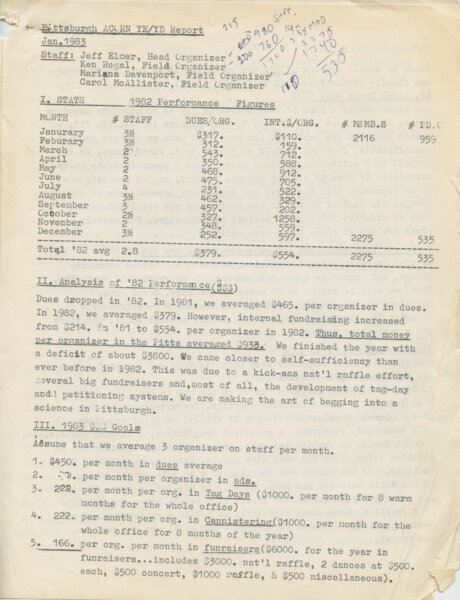 Pittsburgh ACORN YE/YB Report
Jan.1983
Staff: Jeff Elmer, Head Organizer
Ken Regal, Field Organizer
Mariana Davenport, Field Organizer
Carol McAllister, Field Organizer
I. STATS 1982 Performance Figures
MONTH # STAFF DUES/ORG. INT.$/ORG. # MEMB.S # PD.U
Janurary 3½ $317. $110. 2116 959
Feburary 3½ 312. 159.
March 2 543. 712.
April 2 350. 588.
May 2 468. 912.
June 2 475. 705.
July 4 231. 522.
August 3½ 462. 329.
September 3 457. 202.
October 2½ 327. 1258.
November 2 348. 559.
December 3½ 252. 597. 2275 535
Total '82 avg 2.8 $379. $554. 2275 535
II. Analysis of '82 Performance($$$)
Dues dropped in '82. In 1981, we averaged $465. per organizer in dues.
In 1982, we averaged $379. However, internal fundraising increased
from $214. in '81 to $554. per organizer in 1982. Thus, total money
per organizer in the Pitts averaged $933. We finished the year with
a deficit of about $3800. We came closer to self-sufficiency than
ever before in 1982. This was due to a kick-ass nat'l raffle effort,
several big fundraisers and,most of all, the development of tag-day
and petitioning systems. We are making the art of begging into a
science in Pittsburgh.
III. 1983 $$$ Goals
Assume that we average 3 organizer on staff per month.
1. $450. per month in dues average
2. per month per organizer in ads.
3. 222. per month per org. in Tag Days ($1000. per month for 8 warm
months for the whole office)
4. 222. per month per org. in Cannistering($1000. per month for the
whole office for 8 months of the year)
5. 166. per org. per month in funraisers($6000. for the year in
funraisers...includes $3000. nat'l raffle, 2 dances at $500.
each, $500 concert, $1000 raffle, & $500 miscellaneous).